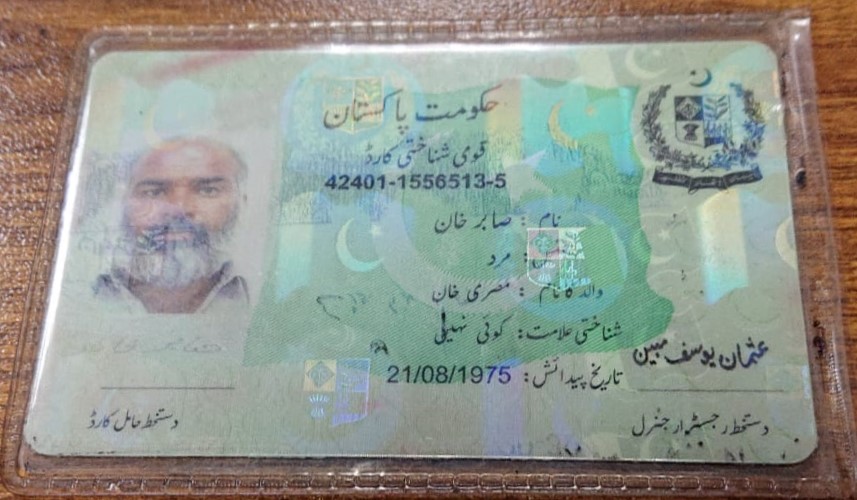 حکومت پاکستان
قومی شناختی کارڈ
42401-1556513-5
نام : صابر خان
مرد
والد کا نام : مصری خان
شناختی علامت: کوئی نہیں
عثمان یوسف مبین
تاریخ پیدائش: 21/08/1975
دستخط حامل کارڈ
دستخط رجسٹرار جنرل